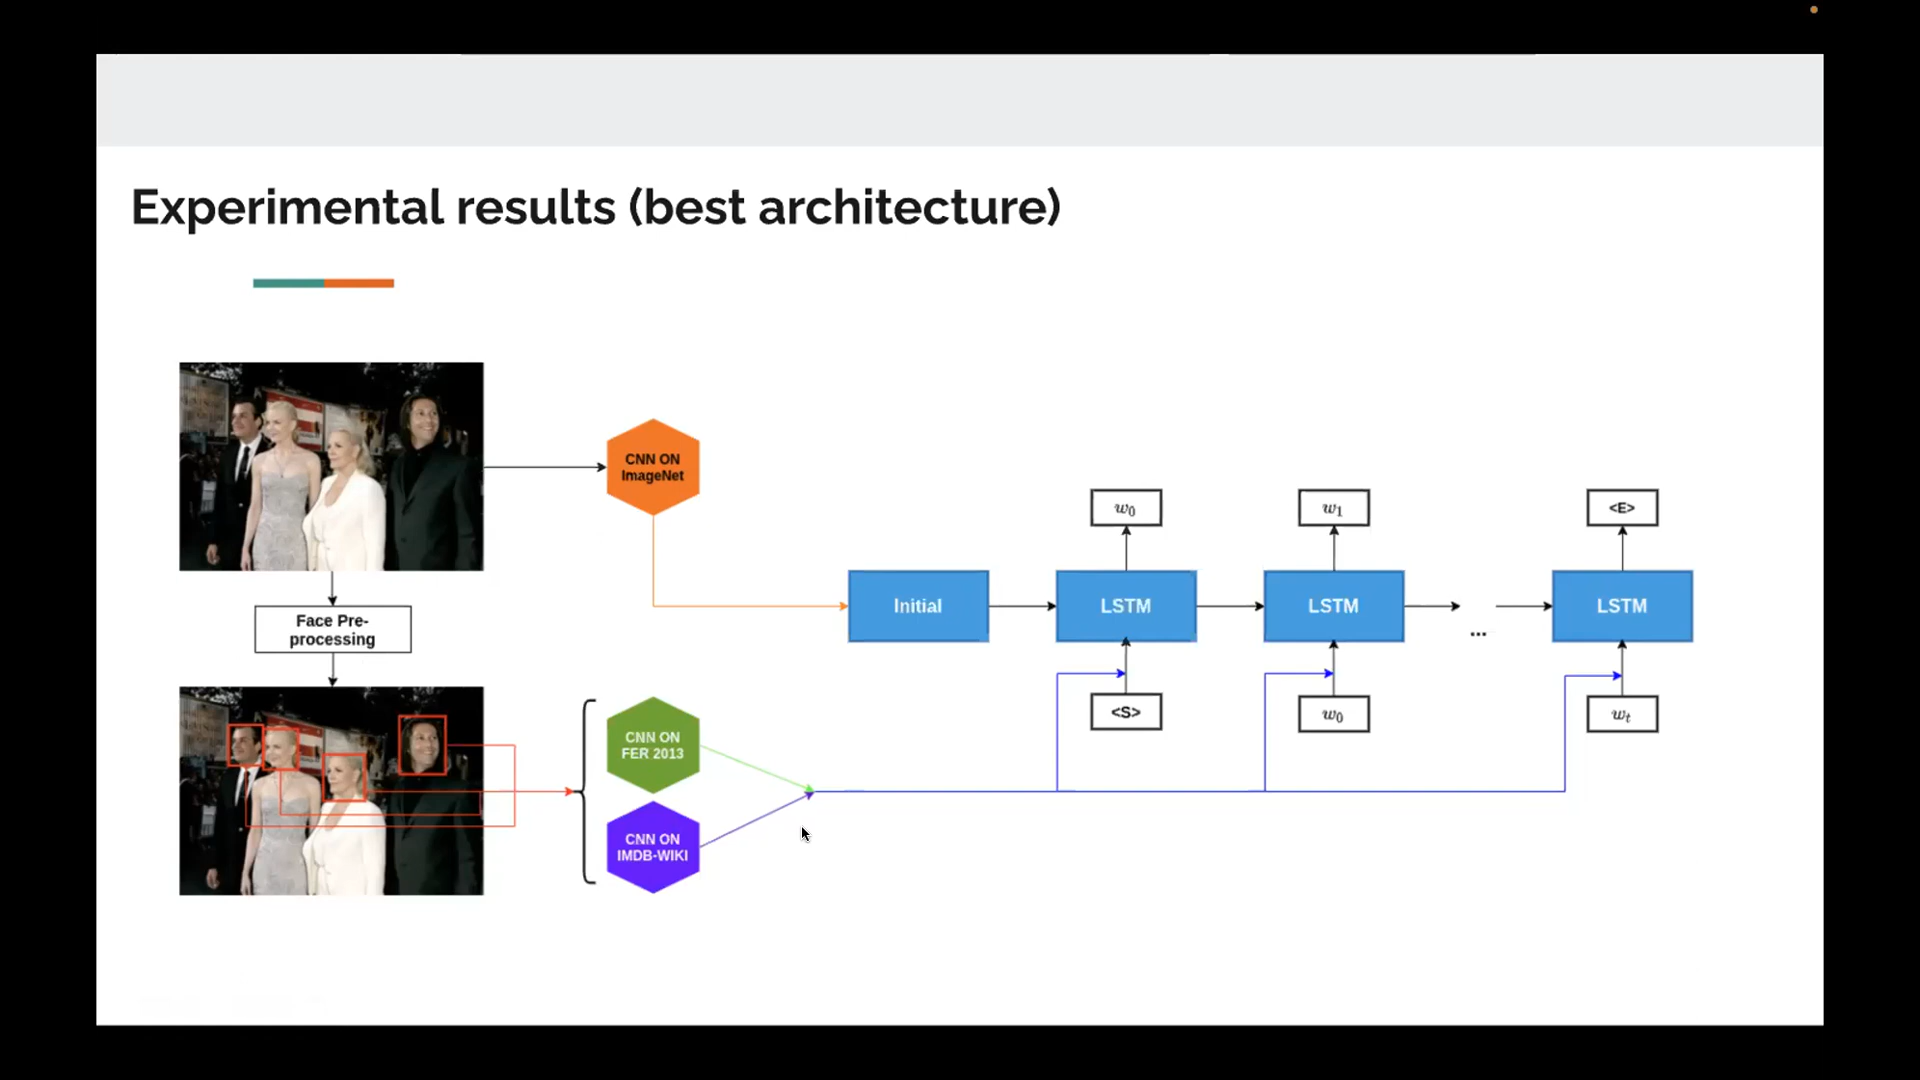 Experimental results (best architecture)
CNN ON
ImageNet
Face Pre-
processing
CNN ON
FER 2013
CNN ON
IMDB-WIKI
Initial
LSTM
LSTM
...
LSTM
w₀
w₁
<E>
<S>
w₀
wₜ